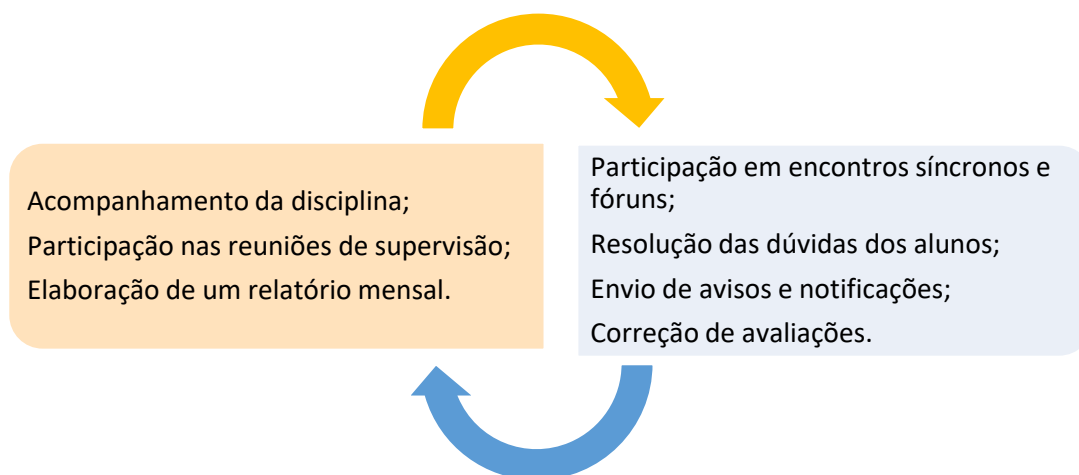 Acompanhamento da disciplina;
Participação nas reuniões de supervisão;
Elaboração de um relatório mensal.
Participação em encontros síncronos e
fóruns;
Resolução das dúvidas dos alunos;
Envio de avisos e notificações;
Correção de avaliações.